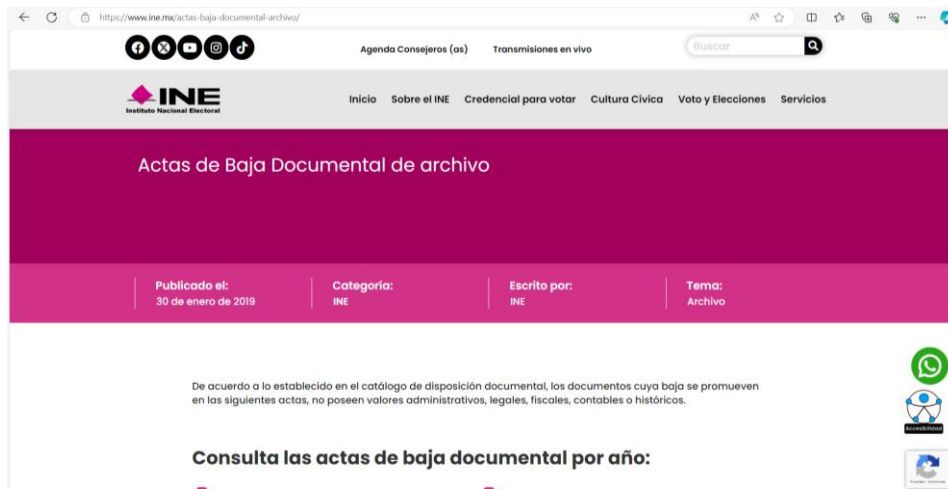 https://www.ine.mx/actas-baja-documental-archivo/
Agenda Consejeros (as)
Transmisiones en vivo
Buscar
INE
Instituto Nacional Electoral
Inicio
Sobre el INE
Credencial para votar
Cultura Cívica
Voto y Elecciones
Servicios
Actas de Baja Documental de archivo
Publicado el:
30 de enero de 2019
Categoría:
INE
Escrito por:
INE
Tema:
Archivo
De acuerdo a lo establecido en el catálogo de disposición documental, los documentos cuya baja se promueven
en las siguientes actas, no poseen valores administrativos, legales, fiscales, contables o históricos.
Accesibilidad
Consulta las actas de baja documental por año: